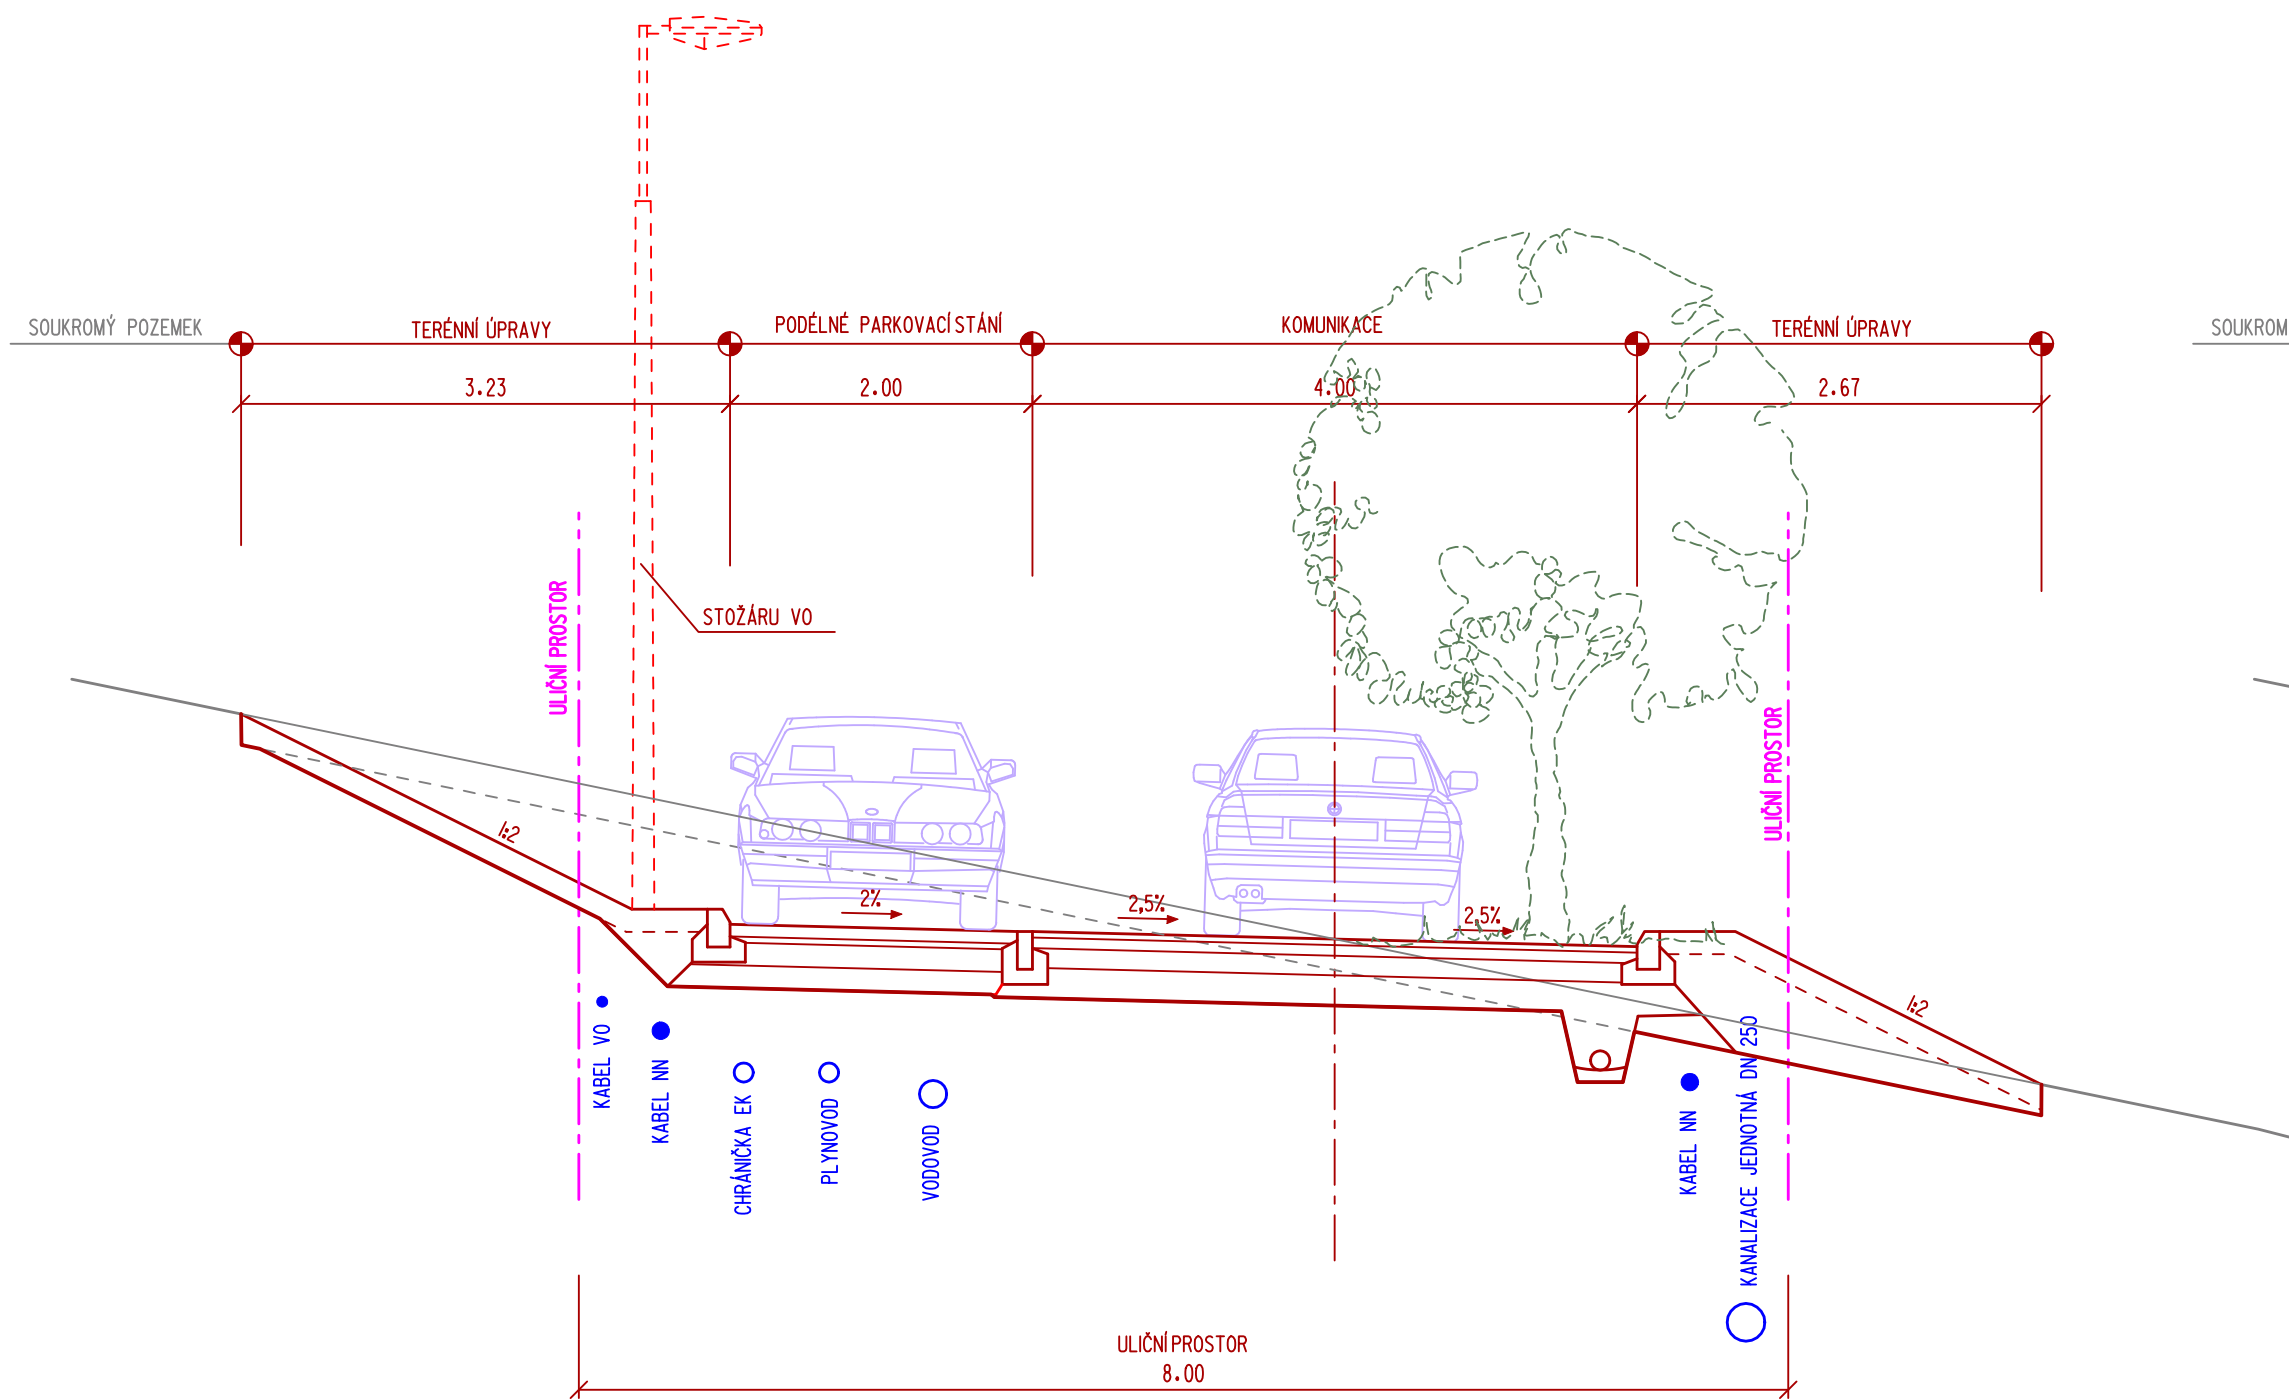 SOUKROMÝ POZEMEK
TERÉNNÍ ÚPRAVY
PODÉLNÉ PARKOVACÍ STÁNÍ
KOMUNIKACE
TERÉNNÍ ÚPRAVY
SOUKROM
3.23
2.00
4.00
2.67
ULIČNÍ PROSTOR
STOŽÁRU VO
ULIČNÍ PROSTOR
1:2
2%
2,5%
2,5%
1:2
KABEL VO
KABEL NN
CHRÁNIČKA EK
PLYNOVOD
VODOVOD
KABEL NN
KANALIZACE JEDNOTNÁ DN 250
ULIČNÍ PROSTOR
8.00